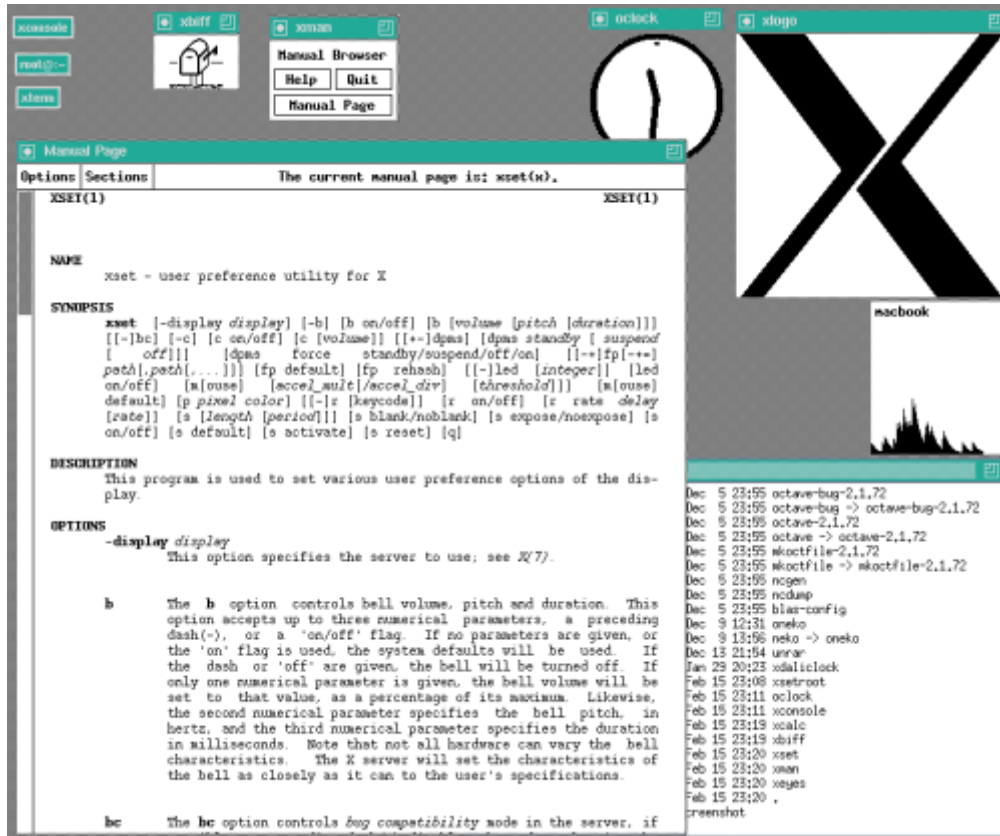 xconsole
root@:~
xterm
xbiff
xman
Manual Browser
Help Quit
Manual Page
oclock
xlogo
macbook
Manual Page
Options Sections The current manual page is: xset(x).
XSET(1) XSET(1)
NAME
xset - user preference utility for X
SYNOPSIS
xset [-display display] [-b] [b on/off] [b [volume [pitch [duration]]]
[[-]bc] [-c] [c on/off] [c [volume]] [[+-]dpms] [dpms standby [ suspend
[ off]]] [dpms force standby/suspend/off/on] [[-+]fp[-+=]
path[,path[,...]]] [fp default] [fp rehash] [[-]led [integer]] [led
on/off] [m[ouse] [accel_mult[/accel_div] [threshold]]] [m[ouse]
default] [p pixel color] [[-]r [keycode]] [r on/off] [r rate delay
[rate]] [s [length [period]]] [s blank/noblank] [s expose/noexpose] [s
on/off] [s default] [s activate] [s reset] [q]
DESCRIPTION
This program is used to set various user preference options of the dis-
play.
OPTIONS
-display display
This option specifies the server to use; see X(7).
b The b option controls bell volume, pitch and duration. This
option accepts up to three numerical parameters, a preceding
dash(-), or a 'on/off' flag. If no parameters are given, or
the 'on' flag is used, the system defaults will be used. If
the dash or 'off' are given, the bell will be turned off. If
only one numerical parameter is given, the bell volume will be
set to that value, as a percentage of its maximum. Likewise,
the second numerical parameter specifies the bell pitch, in
hertz, and the third numerical parameter specifies the duration
in milliseconds. Note that not all hardware can vary the bell
characteristics. The X server will set the characteristics of
the bell as closely as it can to the user's specifications.
bc The bc option controls bug compatibility mode in the server, if
Dec 5 23:55 octave-bug-2.1.72
Dec 5 23:55 octave-bug -> octave-bug-2.1.72
Dec 5 23:55 octave-2.1.72
Dec 5 23:55 octave -> octave-2.1.72
Dec 5 23:55 mkoctfile-2.1.72
Dec 5 23:55 mkoctfile -> mkoctfile-2.1.72
Dec 5 23:55 ncgen
Dec 5 23:55 ncdump
Dec 5 23:55 blas-config
Dec 9 12:31 oneko
Dec 9 13:56 neko -> oneko
Dec 13 21:54 unrar
Jan 29 20:23 xdaliclock
Feb 15 23:08 xsetroot
Feb 15 23:11 oclock
Feb 15 23:11 xconsole
Feb 15 23:19 xcalc
Feb 15 23:19 xbiff
Feb 15 23:20 xset
Feb 15 23:20 xman
Feb 15 23:20 xeyes
Feb 15 23:20 .
creenshot